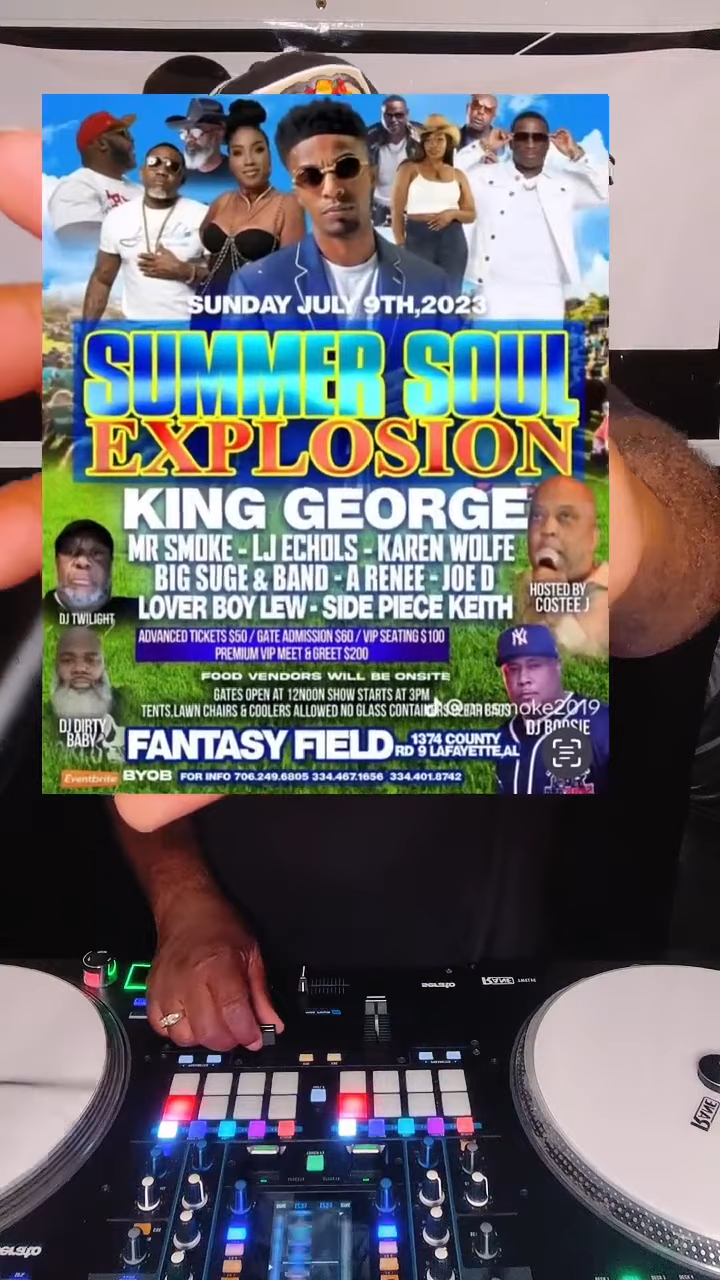 SUNDAY JULY 9TH,2023
SUMMER SOUL
EXPLOSION
KING GEORGE
MR SMOKE - LJ ECHOLS - KAREN WOLFE
BIG SUGE & BAND - A RENEE - JOE D
LOVER BOY LEW - SIDE PIECE KEITH
HOSTED BY
COSTEE J
DJ TWILIGHT
ADVANCED TICKETS $50 / GATE ADMISSION $60 / VIP SEATING $100
PREMIUM VIP MEET & GREET $200
NY
FOOD VENDORS WILL BE ONSITE
GATES OPEN AT 12NOON SHOW STARTS AT 3PM
TENTS,LAWN CHAIRS & COOLERS ALLOWED NO GLASS
DJ DIRTY
BABY
DJ BOOSIE
FANTASY FIELD
1374 COUNTY
RD 9 LAFAYETTE,AL
Eventbrite
BYOB
FOR INFO 706.249.6805 334.467.1656 334.401.8742
RANE
RANE